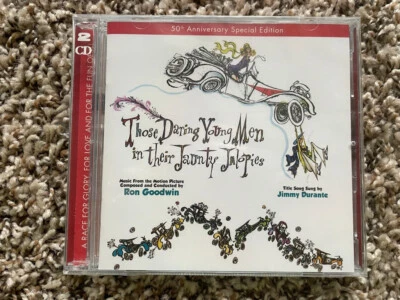 50th Anniversary Special Edition
2
CD
A RACE FOR GLORY, FOR LOVE AND FOR THE FUN OF
Those Daring Young Men
in their Jaunty Jalopies
Music From the Motion Picture
Composed and Conducted by
Ron Goodwin
Title Song Sung by
Jimmy Durante